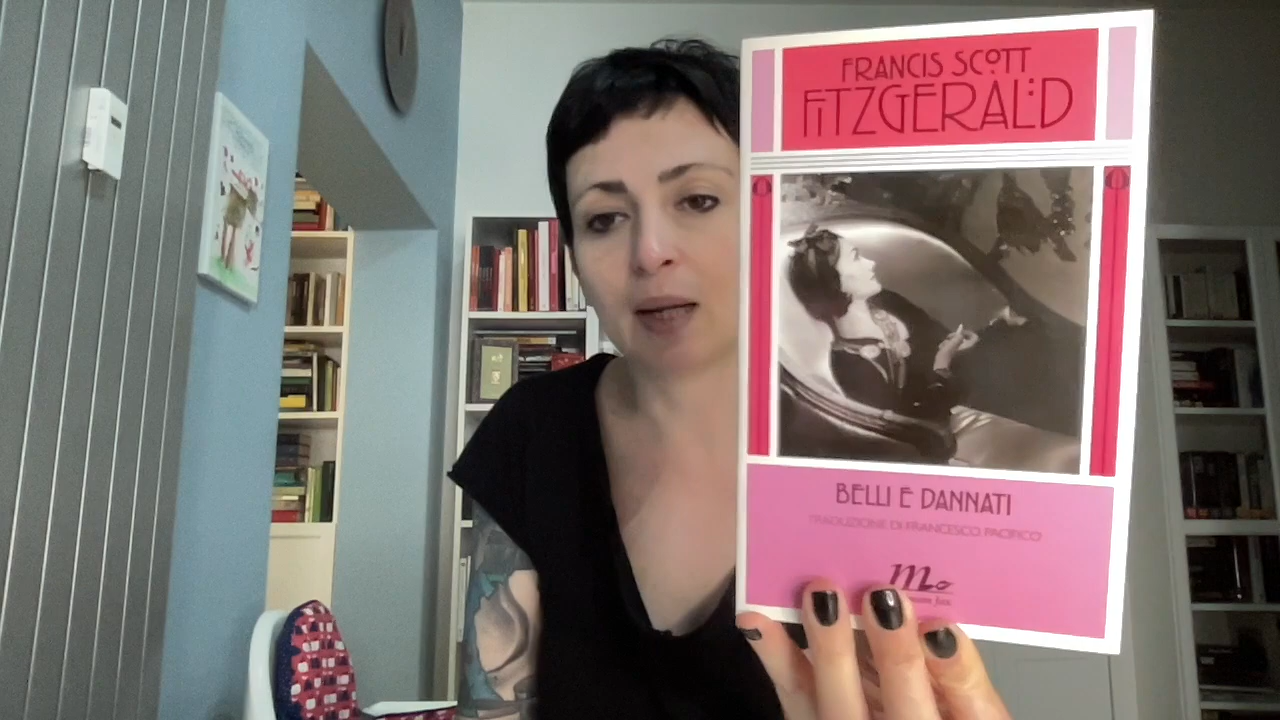 FRANCIS SCOTT
FITZGERALD
BELLI E DANNATI
TRADUZIONE DI FRANCESCO PACIFICO